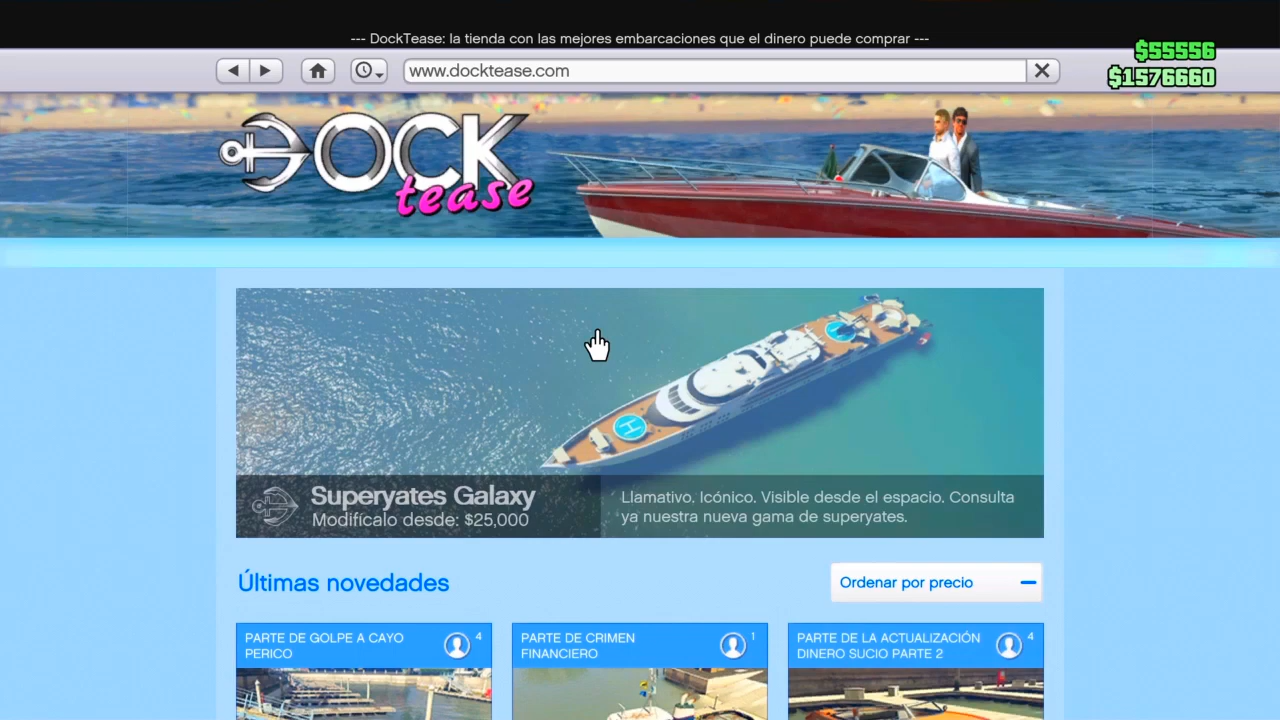 --- DockTease: la tienda con las mejores embarcaciones que el dinero puede comprar ---
$55556
$1576660
www.docktease.com
DOCK
tease
H
Superyates Galaxy
Modifícalo desde: $25,000
Llamativo. Icónico. Visible desde el espacio. Consulta
ya nuestra nueva gama de superyates.
Últimas novedades
Ordenar por precio
PARTE DE GOLPE A CAYO
PERICO
4
PARTE DE CRIMEN
FINANCIERO
1
PARTE DE LA ACTUALIZACIÓN
DINERO SUCIO PARTE 2
4